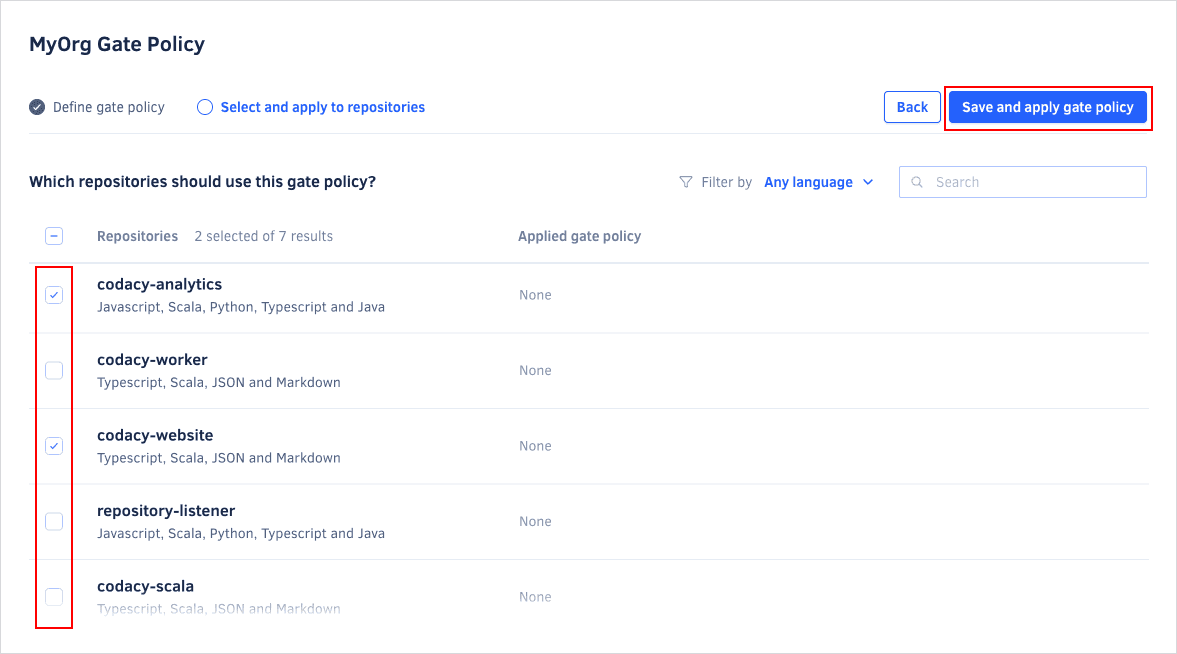 MyOrg Gate Policy
Define gate policy
Select and apply to repositories
Back
Save and apply gate policy
Which repositories should use this gate policy?
Filter by Any language
Search
Repositories 2 selected of 7 results
Applied gate policy
codacy-analytics
Javascript, Scala, Python, Typescript and Java
None
codacy-worker
Typescript, Scala, JSON and Markdown
None
codacy-website
Typescript, Scala, JSON and Markdown
None
repository-listener
Javascript, Scala, Python, Typescript and Java
None
codacy-scala
Typescript, Scala, JSON and Markdown
None